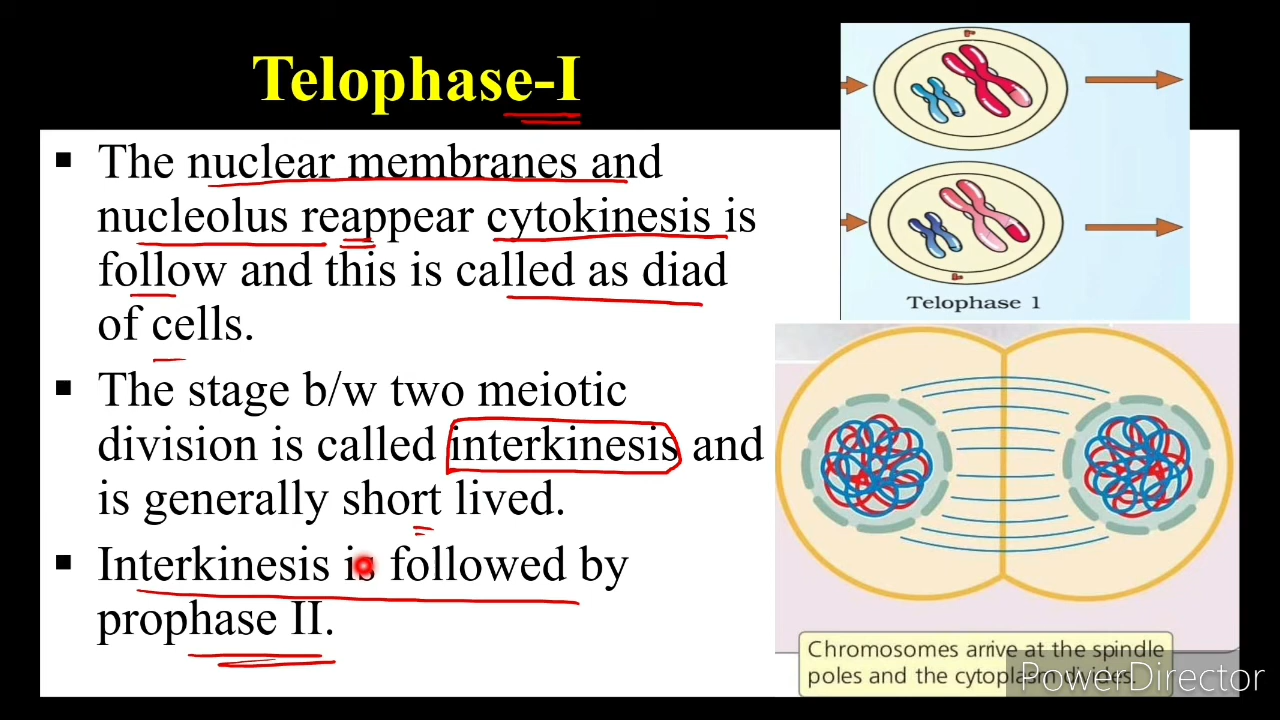 Telophase-I
▪ The nuclear membranes and
nucleolus reappear cytokinesis is
follow and this is called as diad
of cells.
▪ The stage b/w two meiotic
division is called interkinesis and
is generally short lived.
▪ Interkinesis is followed by
prophase II.
Telophase 1
Chromosomes arrive at the spindle
poles and the cytoplasm divides.
PowerDirector